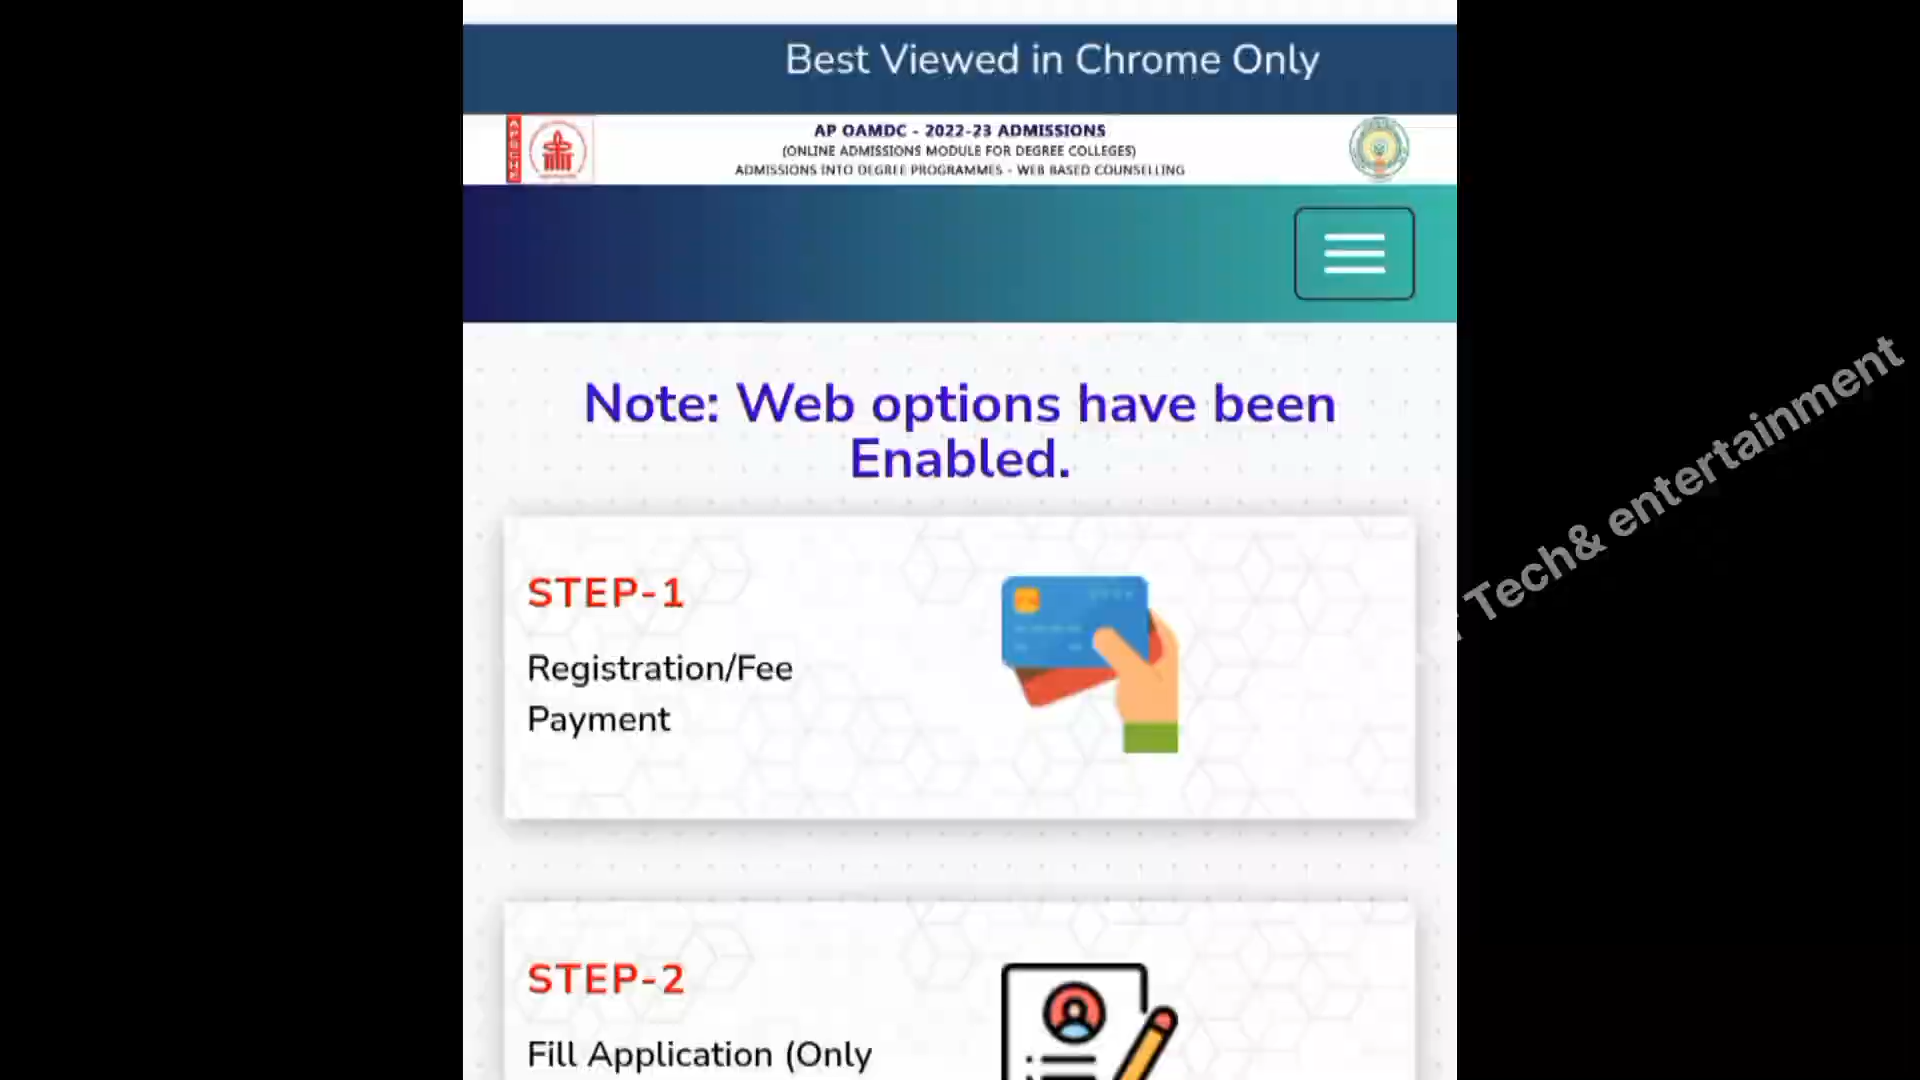 Best Viewed in Chrome Only
APSCHE
AP OAMDC - 2022-23 ADMISSIONS
(ONLINE ADMISSIONS MODULE FOR DEGREE COLLEGES)
ADMISSIONS INTO DEGREE PROGRAMMES - WEB BASED COUNSELLING
Note: Web options have been
Enabled.
STEP-1
Registration/Fee
Payment
STEP-2
Fill Application (Only
Tech& entertainment